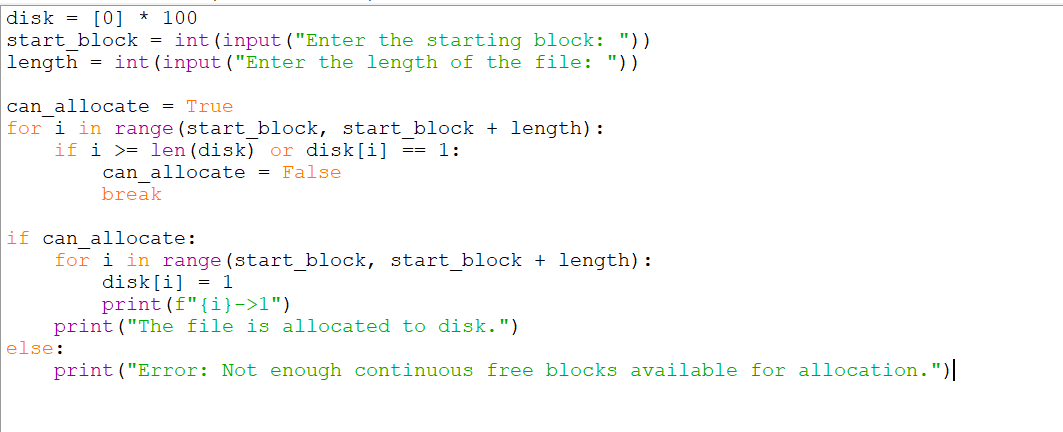 disk = [0] * 100
start_block = int(input("Enter the starting block: "))
length = int(input("Enter the length of the file: "))

can_allocate = True
for i in range(start_block, start_block + length):
    if i >= len(disk) or disk[i] == 1:
        can_allocate = False
        break

if can_allocate:
    for i in range(start_block, start_block + length):
        disk[i] = 1
        print(f"{i}->1")
    print("The file is allocated to disk.")
else:
    print("Error: Not enough continuous free blocks available for allocation.")